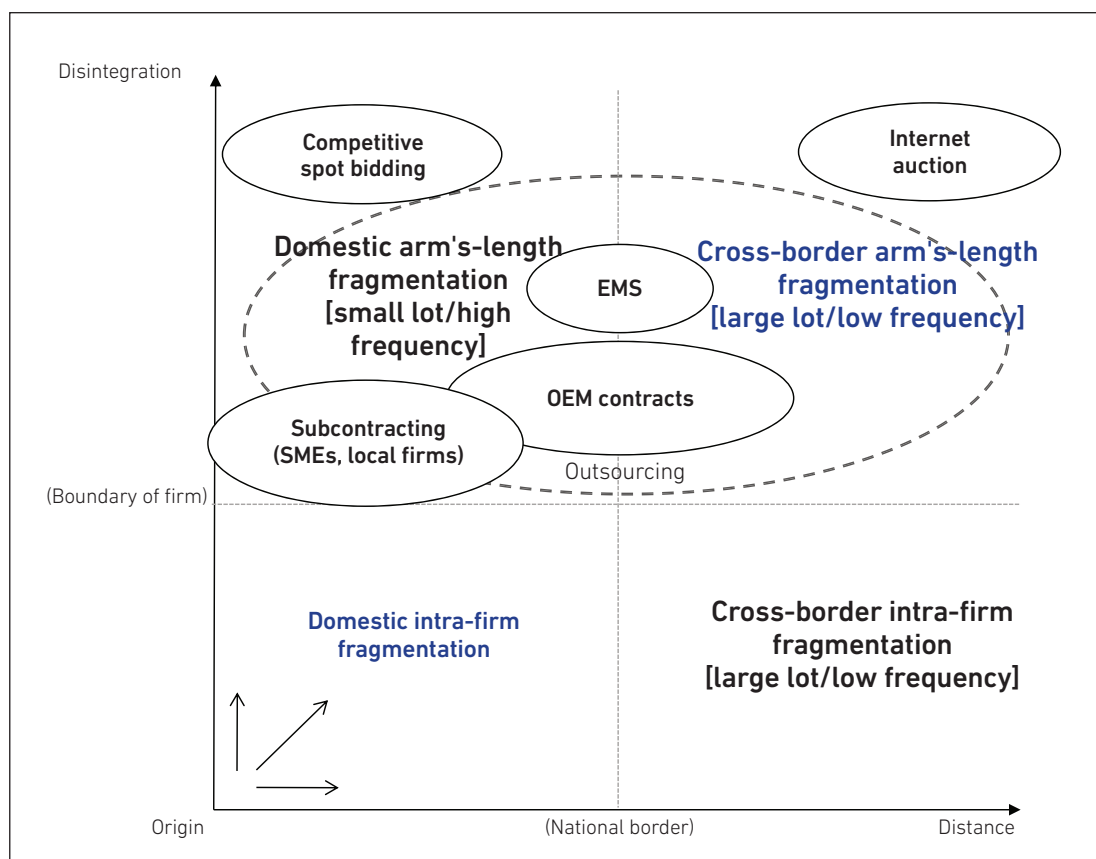 Disintegration
Competitive
spot bidding
Internet
auction
Domestic arm's-length
fragmentation
[small lot/high
frequency]
EMS
Cross-border arm's-length
fragmentation
[large lot/low frequency]
OEM contracts
Subcontracting
(SMEs, local firms)
Outsourcing
(Boundary of firm)
Domestic intra-firm
fragmentation
Cross-border intra-firm
fragmentation
[large lot/low frequency]
Origin
(National border)
Distance